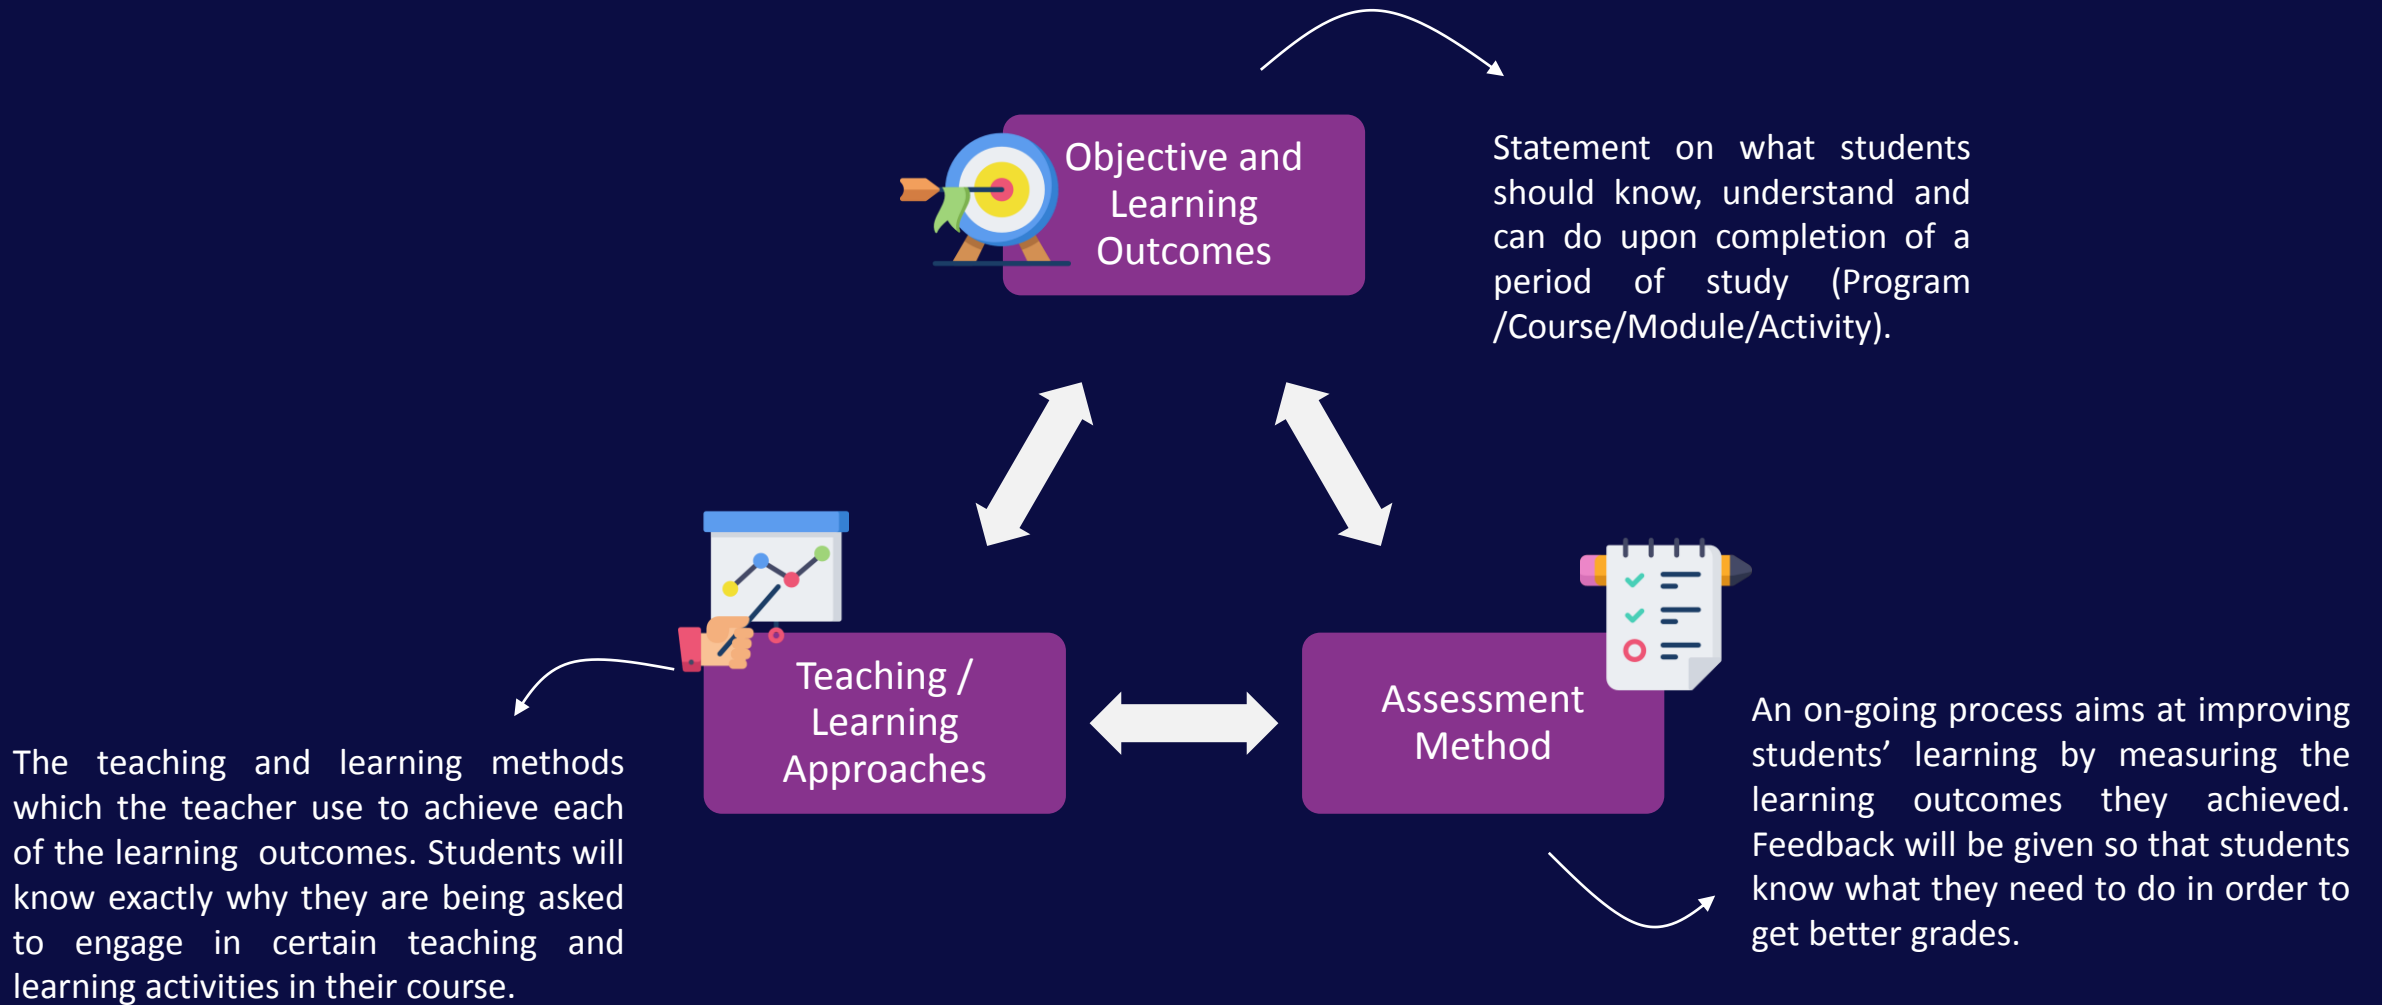 Objective and
Learning
Outcomes
Statement on what students
should know, understand and
can do upon completion of a
period of study (Program
/Course/Module/Activity).
Teaching /
Learning
Approaches
The teaching and learning methods
which the teacher use to achieve each
of the learning outcomes. Students will
know exactly why they are being asked
to engage in certain teaching and
learning activities in their course.
Assessment
Method
An on-going process aims at improving
students’ learning by measuring the
learning outcomes they achieved.
Feedback will be given so that students
know what they need to do in order to
get better grades.